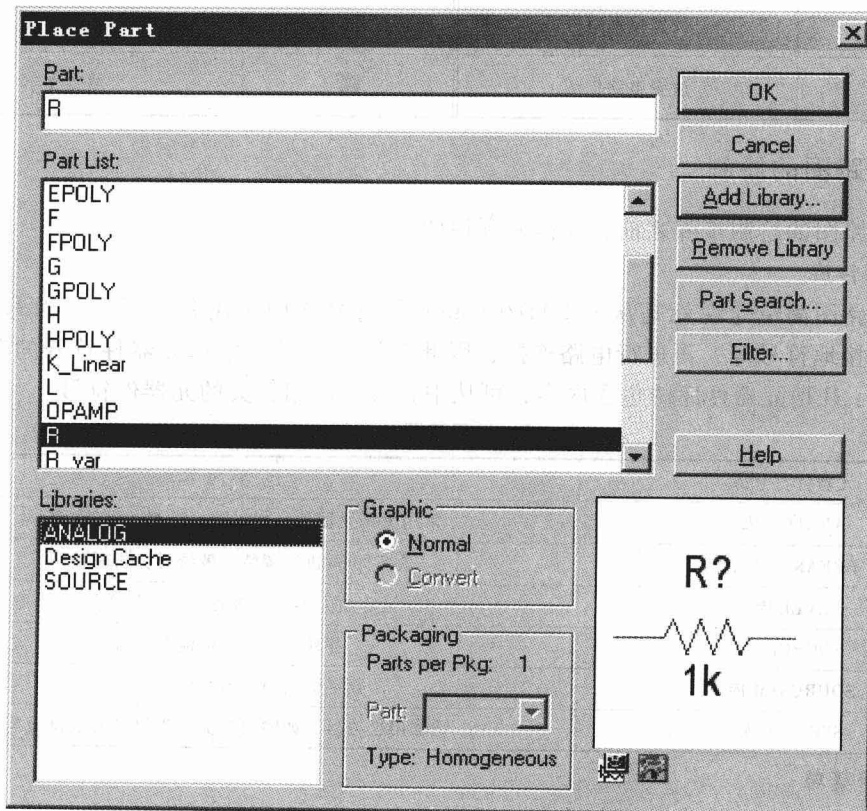 Place Part
Part:
R
OK
Cancel
Part List:
EPOLY
F
FPOLY
G
GPOLY
H
HPOLY
K_Linear
L
OPAMP
R
R_var
Add Library...
Remove Library
Part Search...
Filter...
Help
Libraries:
ANALOG
Design Cache
SOURCE
Graphic
Normal
Convert
Packaging
Parts per Pkg: 1
Part:
Type: Homogeneous
R?
1k